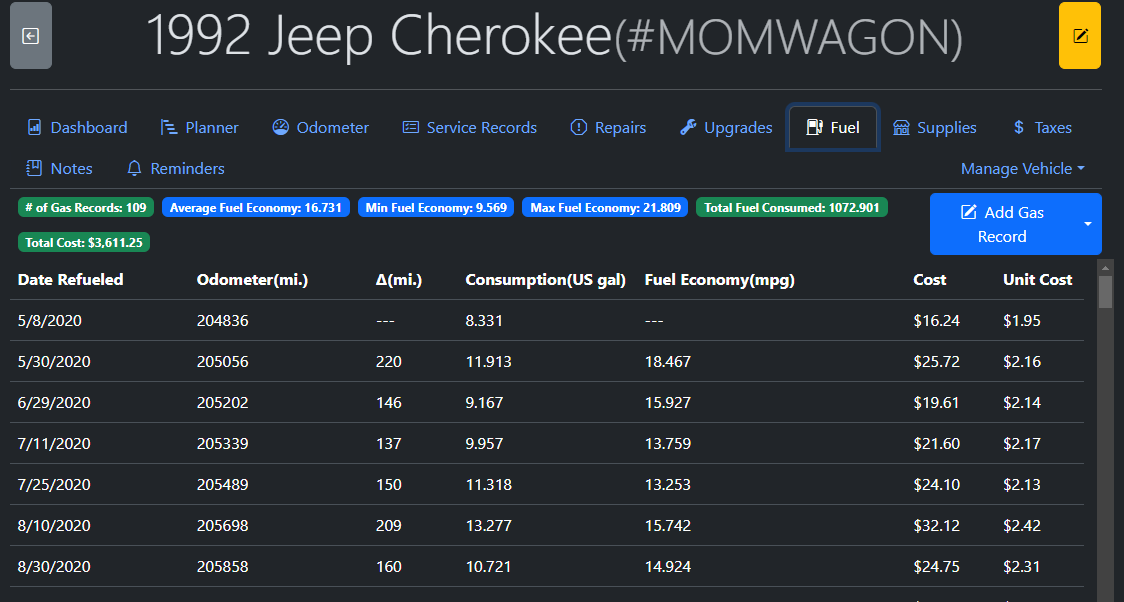 1992 Jeep Cherokee(#MOMWAGON)
Dashboard Planner Odometer Service Records Repairs Upgrades Fuel Supplies $ Taxes
Notes Reminders Manage Vehicle
# of Gas Records: 109 Average Fuel Economy: 16.731 Min Fuel Economy: 9.569 Max Fuel Economy: 21.809 Total Fuel Consumed: 1072.901
Total Cost: $3,611.25
Add Gas
Record
Date Refueled Odometer(mi.) Δ(mi.) Consumption(US gal) Fuel Economy(mpg) Cost Unit Cost
5/8/2020 204836 --- 8.331 --- $16.24 $1.95
5/30/2020 205056 220 11.913 18.467 $25.72 $2.16
6/29/2020 205202 146 9.167 15.927 $19.61 $2.14
7/11/2020 205339 137 9.957 13.759 $21.60 $2.17
7/25/2020 205489 150 11.318 13.253 $24.10 $2.13
8/10/2020 205698 209 13.277 15.742 $32.12 $2.42
8/30/2020 205858 160 10.721 14.924 $24.75 $2.31